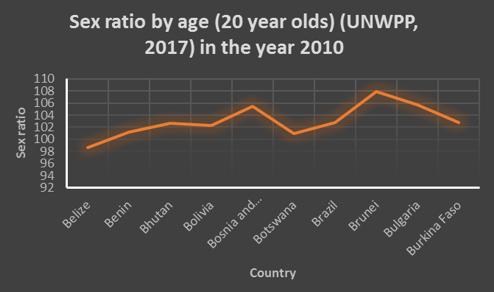 Sex ratio by age (20 year olds) (UNWPP,
2017) in the year 2010
110
108
106
104
102
100
98
96
94
92
Sex ratio
Belize
Benin
Bhutan
Bolivia
Bosnia and...
Botswana
Brazil
Brunei
Bulgaria
Burkina Faso
Country